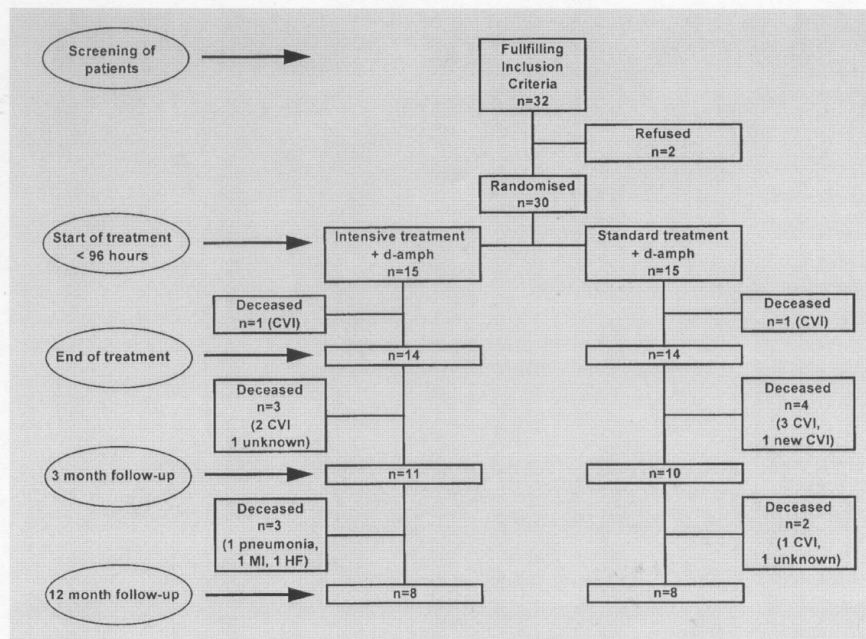 Screening of
patients
Fullfilling
Inclusion
Criteria
n=32
Refused
n=2
Randomised
n=30
Start of treatment
< 96 hours
Intensive treatment
+ d-amph
n=15
Standard treatment
+ d-amph
n=15
Deceased
n=1 (CVI)
Deceased
n=1 (CVI)
End of treatment
n=14
n=14
Deceased
n=3
(2 CVI
1 unknown)
Deceased
n=4
(3 CVI,
1 new CVI)
3 month follow-up
n=11
n=10
Deceased
n=3
(1 pneumonia,
1 MI, 1 HF)
Deceased
n=2
(1 CVI,
1 unknown)
12 month follow-up
n=8
n=8